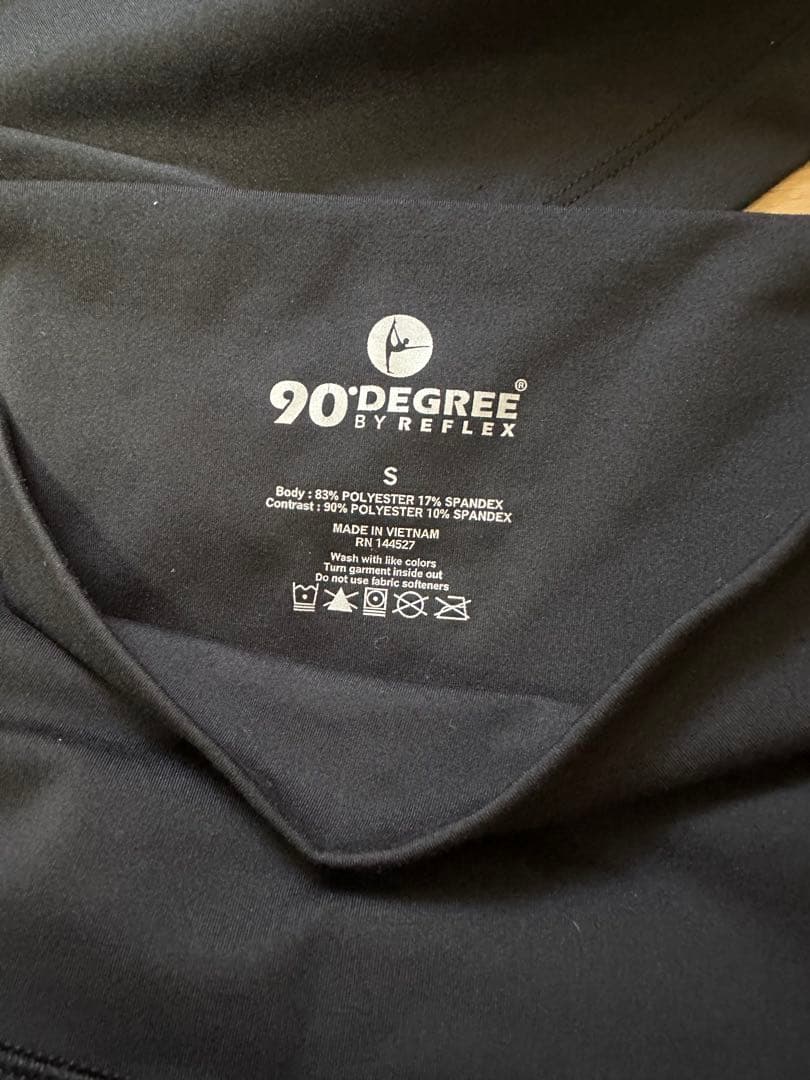 90°DEGREE®
BY REFLEX
S
Body : 83% POLYESTER 17% SPANDEX
Contrast : 90% POLYESTER 10% SPANDEX
MADE IN VIETNAM
RN 144527
Wash with like colors
Turn garment inside out
Do not use fabric softeners